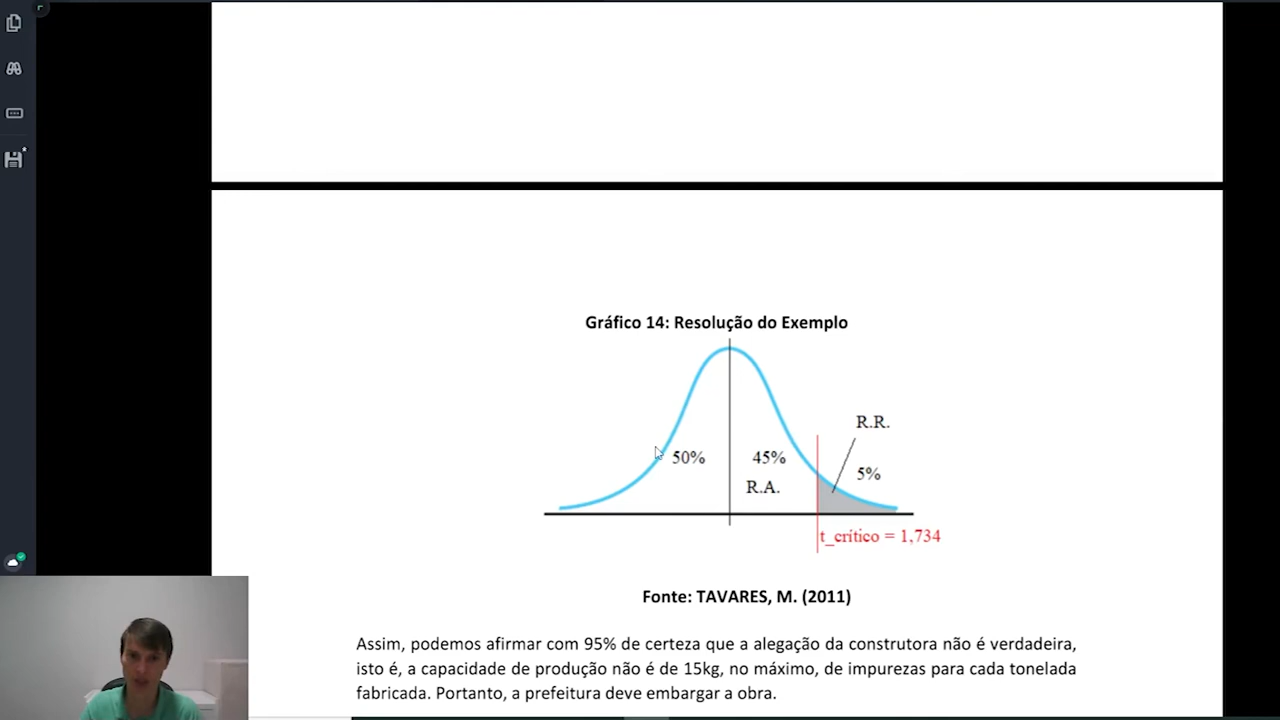 Gráfico 14: Resolução do Exemplo
R.R.
50%
45%
5%
R.A.
t_crítico = 1,734
Fonte: TAVARES, M. (2011)
Assim, podemos afirmar com 95% de certeza que a alegação da construtora não é verdadeira,
isto é, a capacidade de produção não é de 15kg, no máximo, de impurezas para cada tonelada
fabricada. Portanto, a prefeitura deve embargar a obra.